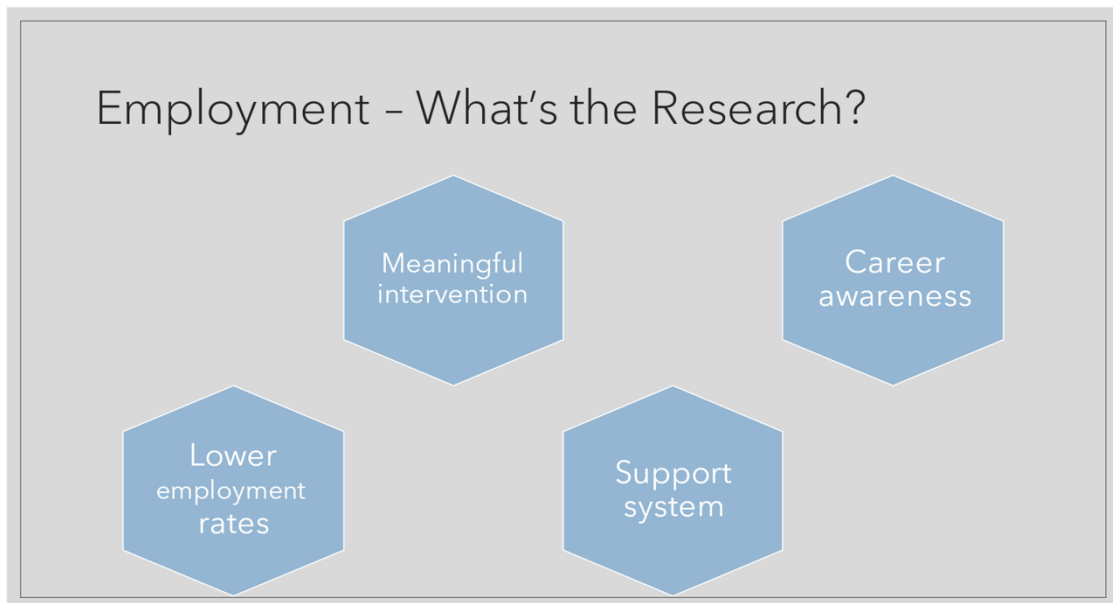 Employment – What's the Research?
Meaningful
intervention
Career
awareness
Lower
employment
rates
Support
system